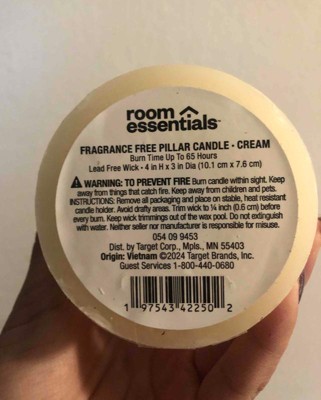 room
essentials™
FRAGRANCE FREE PILLAR CANDLE • CREAM
Burn Time Up To 65 Hours
Lead Free Wick • 4 in H x 3 in Dia (10.1 cm x 7.6 cm)
WARNING: TO PREVENT FIRE Burn candle within sight. Keep
away from things that catch fire. Keep away from children and pets.
INSTRUCTIONS: Remove all packaging and place on stable, heat resistant
candle holder. Avoid drafty areas. Trim wick to ¼ inch (0.6 cm) before
every burn. Keep wick trimmings out of the wax pool. Do not extinguish
with water. Neither seller nor manufacturer is responsible for misuse.
054 09 9453
Dist. by Target Corp., Mpls., MN 55403
Origin: Vietnam ©2024 Target Brands, Inc.
Guest Services 1-800-440-0680
1 97543 42250 2